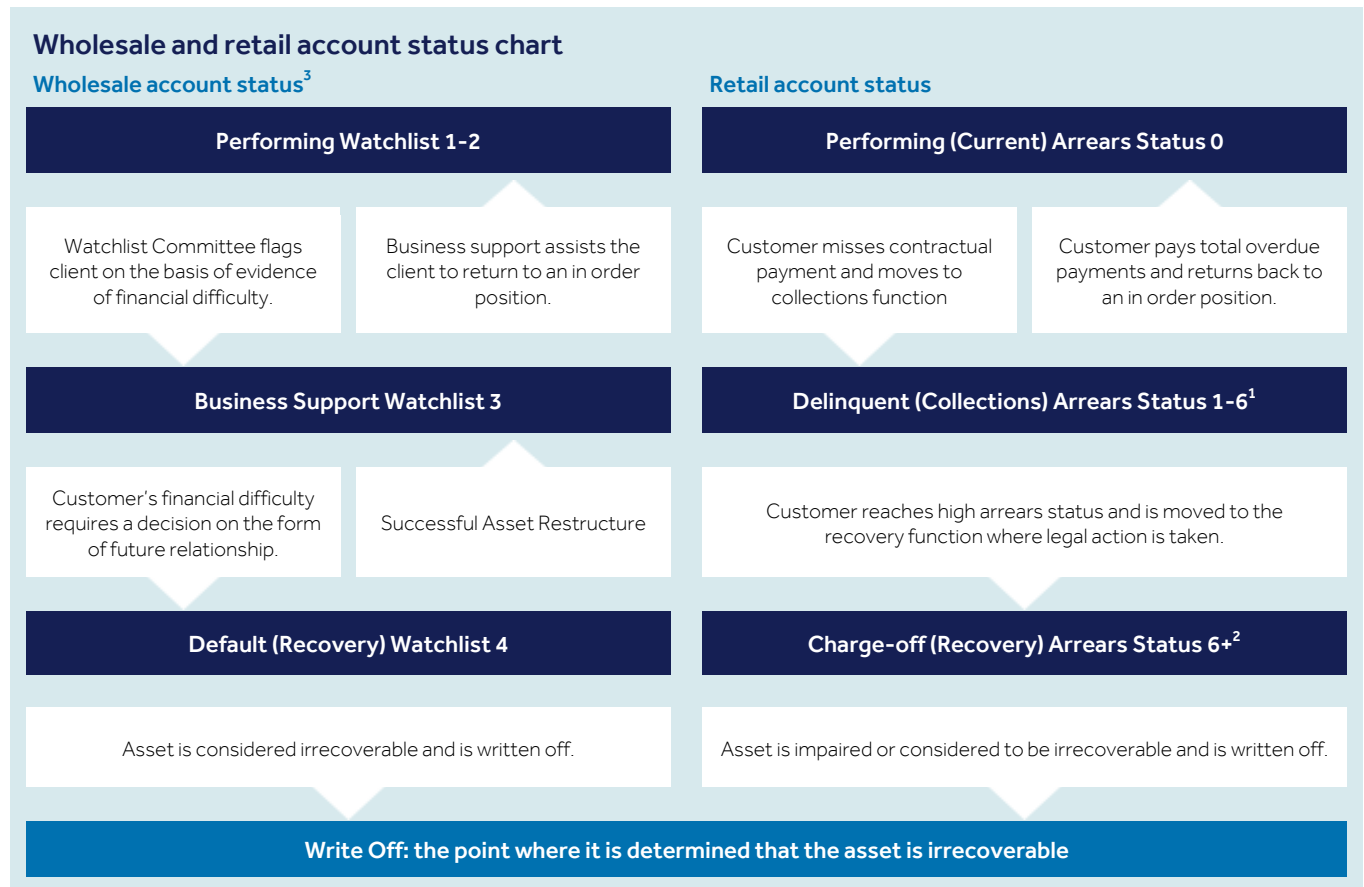 Wholesale and retail account status chart
Wholesale account status³
Retail account status
Performing Watchlist 1-2
Performing (Current) Arrears Status 0
Watchlist Committee flags
client on the basis of evidence
of financial difficulty.
Business support assists the
client to return to an in order
position.
Customer misses contractual
payment and moves to
collections function
Customer pays total overdue
payments and returns back to
an in order position.
Business Support Watchlist 3
Delinquent (Collections) Arrears Status 1-6¹
Customer's financial difficulty
requires a decision on the form
of future relationship.
Successful Asset Restructure
Customer reaches high arrears status and is moved to the
recovery function where legal action is taken.
Default (Recovery) Watchlist 4
Charge-off (Recovery) Arrears Status 6+²
Asset is considered irrecoverable and is written off.
Asset is impaired or considered to be irrecoverable and is written off.
Write Off: the point where it is determined that the asset is irrecoverable